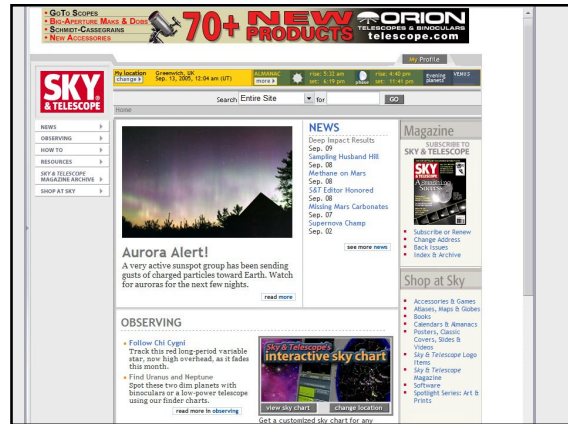 • GoTo Scopes
• Big-Aperture Maks & Dobs
• Schmidt-Cassegrains
• New Accessories
70+ NEW PRODUCTS
ORION
TELESCOPES & BINOCULARS
telescope.com
My Profile
SKY & TELESCOPE
My location
change
Greenwich, UK
Sep. 13, 2005, 12:04 am (UT)
ALMANAC
more
rise: 5:32 am
set: 6:19 pm
phase
rise: 4:40 pm
set: 11:41 pm
Evening planets
VENUS
Search Entire Site for GO
Home
NEWS
OBSERVING
HOW TO
RESOURCES
SKY & TELESCOPE
MAGAZINE ARCHIVE
SHOP AT SKY
Aurora Alert!
A very active sunspot group has been sending
gusts of charged particles toward Earth. Watch
for auroras for the next few nights.
read more
NEWS
Deep Impact Results
Sep. 09
Sampling Husband Hill
Sep. 08
Methane on Mars
Sep. 08
S&T Editor Honored
Sep. 08
Missing Mars Carbonates
Sep. 07
Supernova Champ
Sep. 02
see more news
Magazine
SUBSCRIBE TO
SKY & TELESCOPE
SKY
• Subscribe or Renew
• Change Address
• Back Issues
• Index & Archive
Shop at Sky
• Accessories & Games
• Atlases, Maps & Globes
• Books
• Calendars & Almanacs
• Posters, Classic
Covers, Slides &
Videos
• Sky & Telescope Logo
Items
• Sky & Telescope
Magazine
• Software
• Spotlight Series: Art &
Prints
OBSERVING
• Follow Chi Cygni
Track this red long-period variable
star, now high overhead, as it fades
this month.
• Find Uranus and Neptune
Spot these two dim planets with
binoculars or a low-power telescope
using our finder charts.
read more in observing
Sky & Telescope's
interactive sky chart
view sky chart
change location
Get a customized sky chart for any